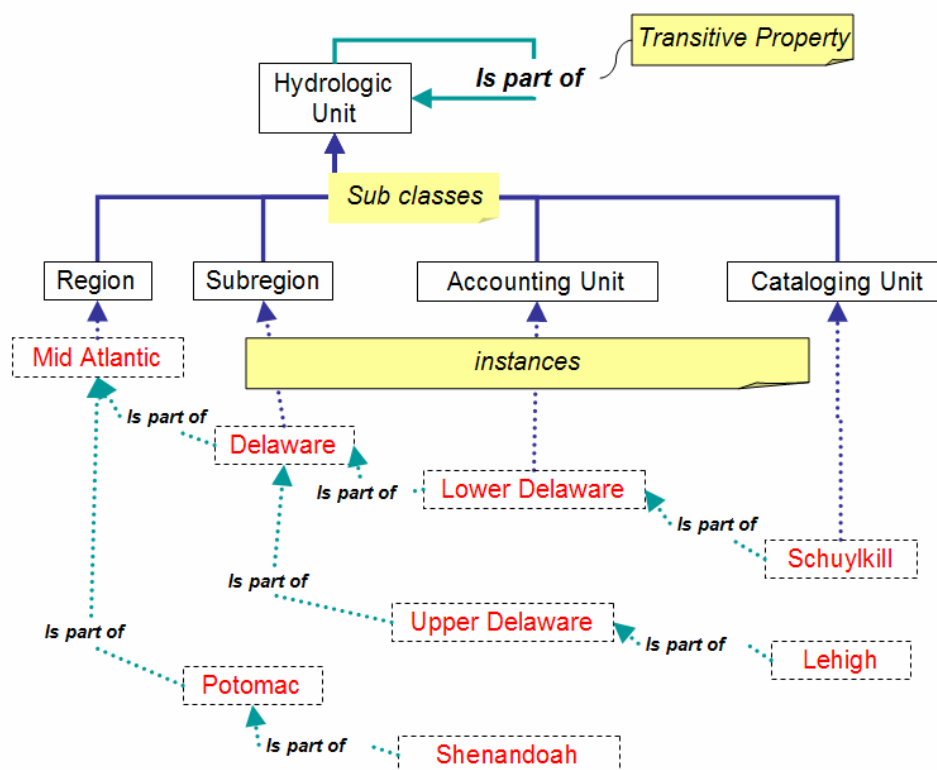 Transitive Property
Is part of
Hydrologic
Unit
Sub classes
Region
Subregion
Accounting Unit
Cataloging Unit
Mid Atlantic
instances
Is part of
Delaware
Is part of
Lower Delaware
Is part of
Schuylkill
Is part of
Upper Delaware
Is part of
Lehigh
Is part of
Potomac
Is part of
Shenandoah